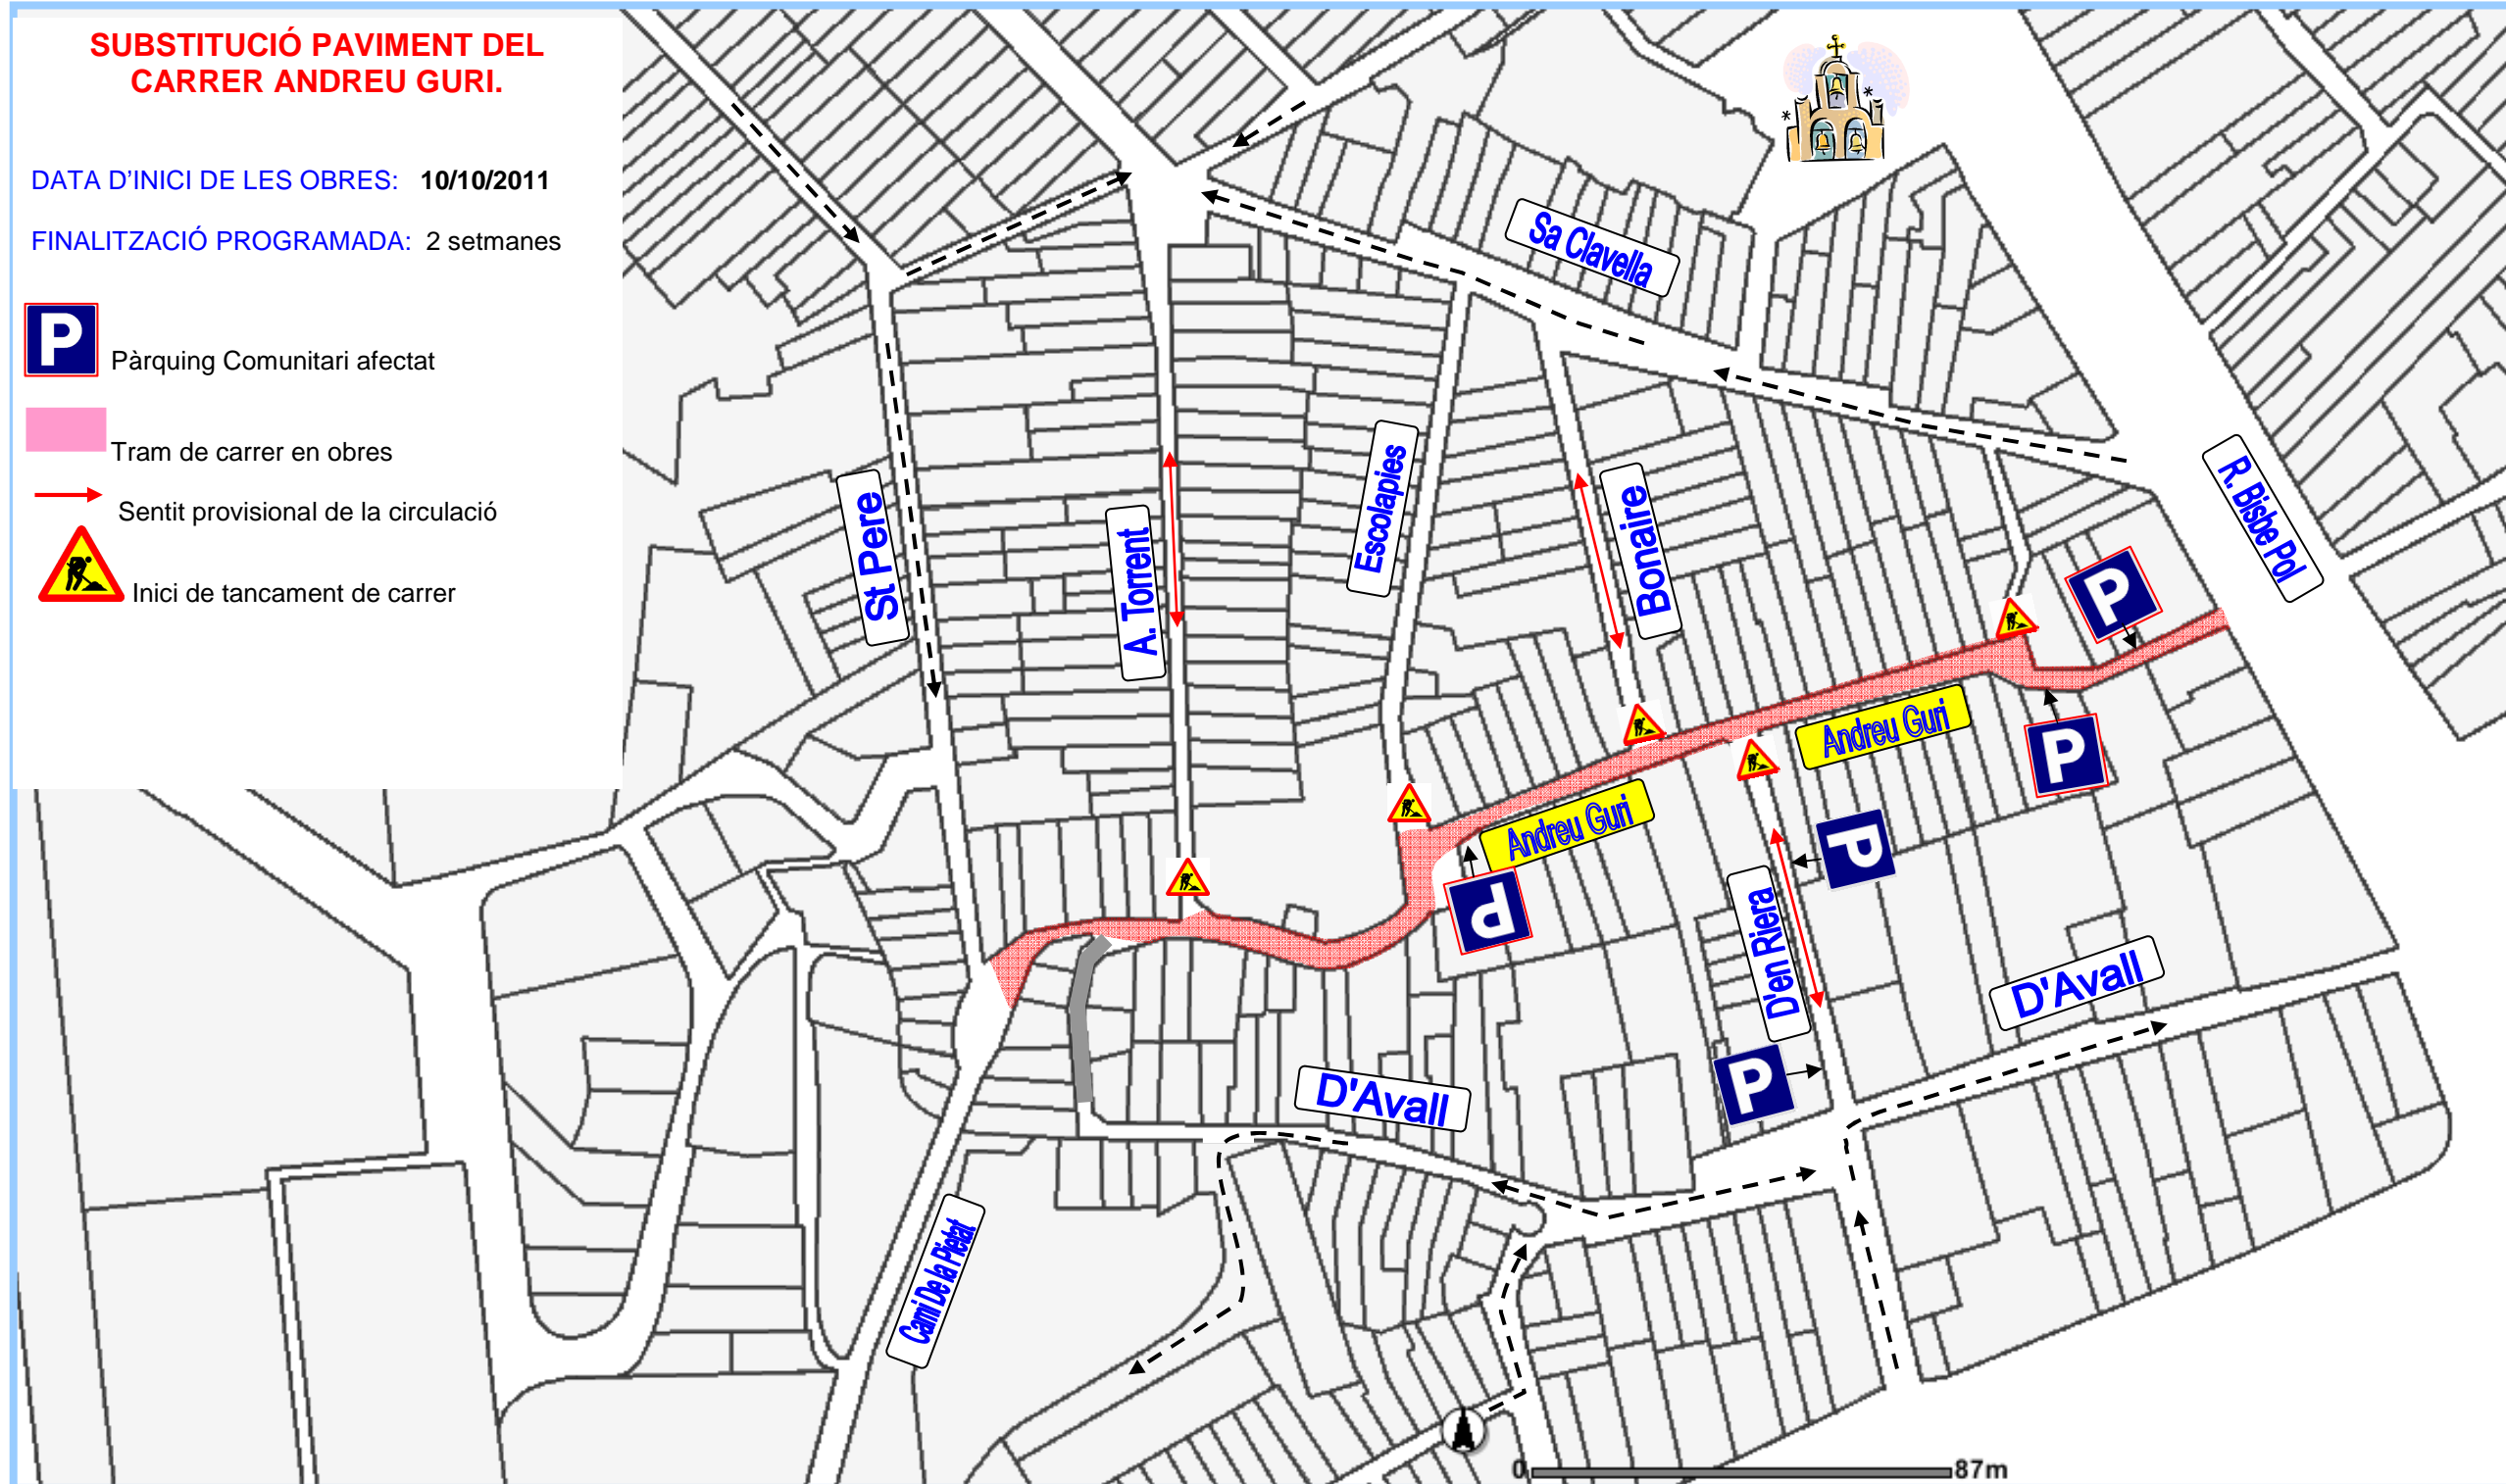 SUBSTITUCIÓ PAVIMENT DEL
CARRER ANDREU GURI.
DATA D'INICI DE LES OBRES: 10/10/2011
FINALITZACIÓ PROGRAMADA: 2 setmanes
P
Pàrquing Comunitari afectat
Tram de carrer en obres
Sentit provisional de la circulació
Inici de tancament de carrer
Sa Clavella
R. Bisbe Pol
Escolapies
Bonaire
St Pere
A. Torrent
P
Andreu Guri
P
Andreu Guri
P
P
D'en Riera
D'Avall
P
D'Avall
Cami De la Pietat
0
87m